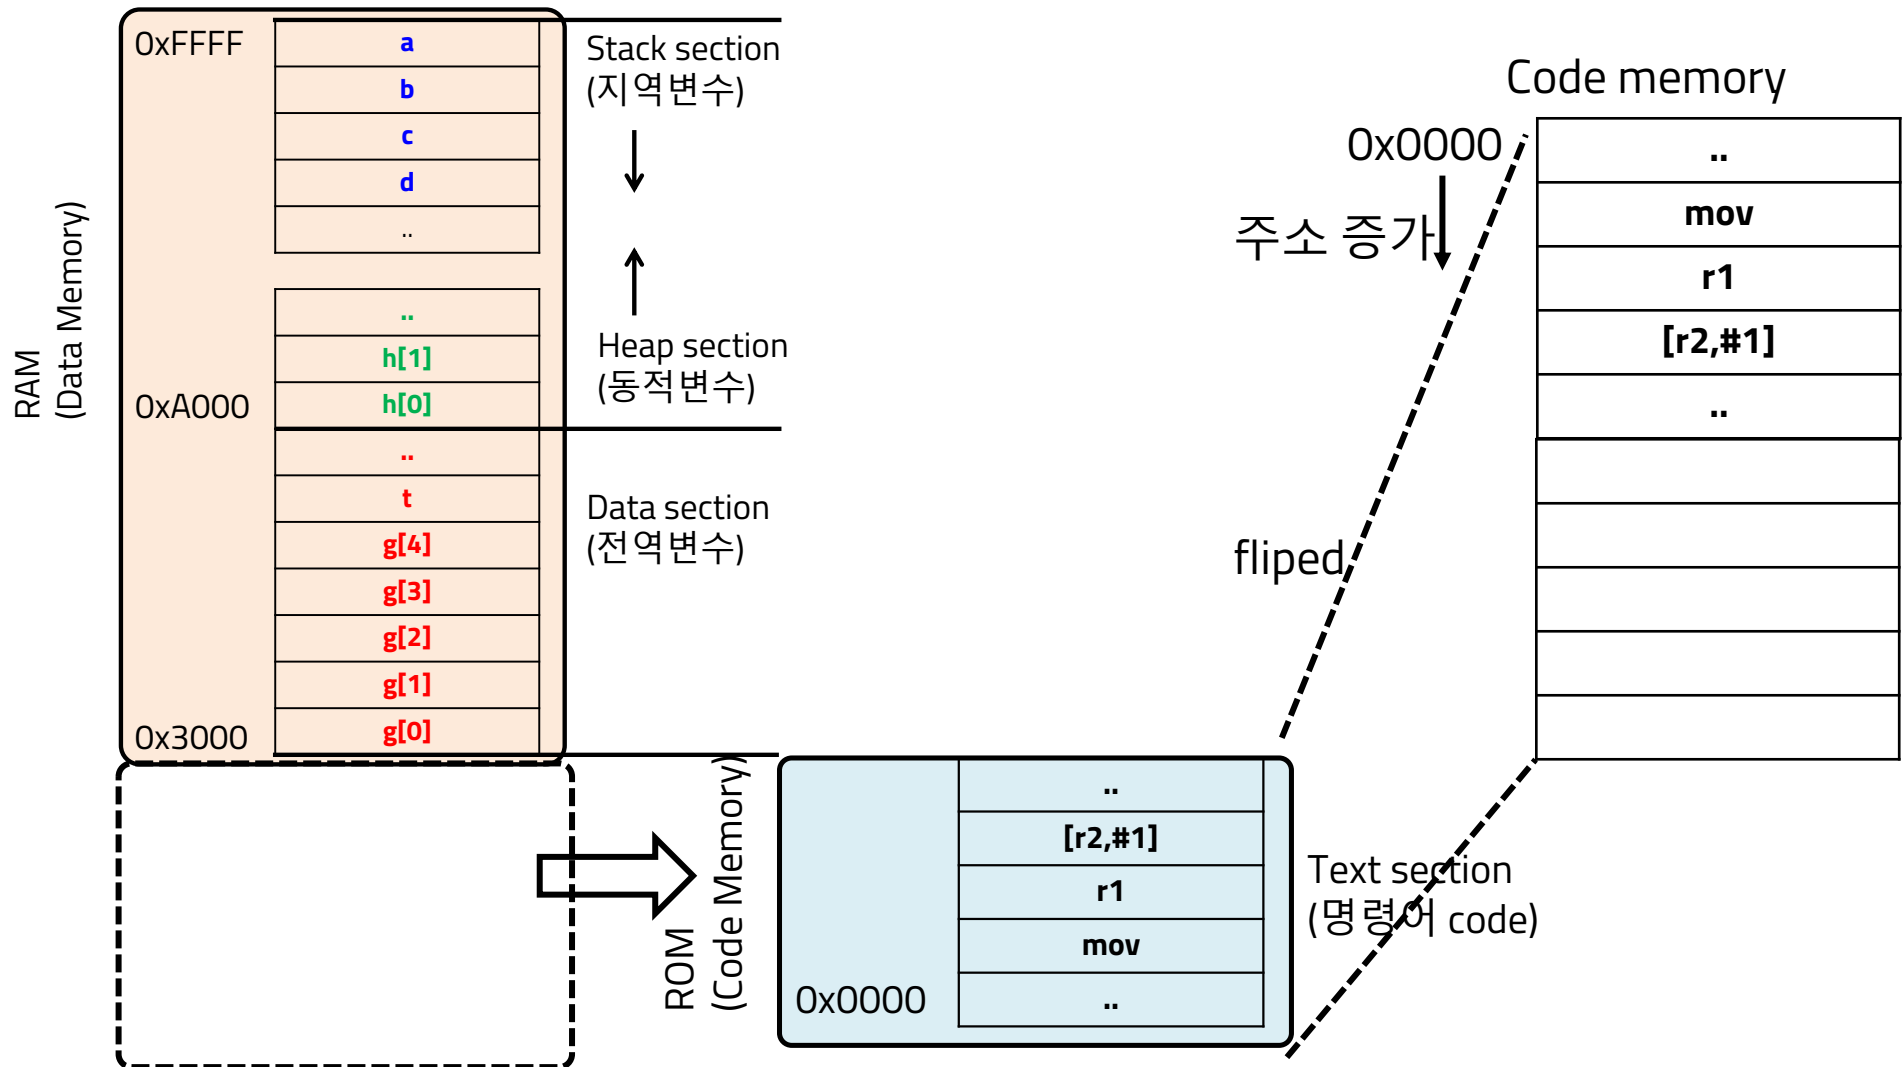 RAM
(Data Memory)
0xFFFF
a
b
c
d
..
..
h[1]
0xA000
h[0]
..
t
g[4]
g[3]
g[2]
g[1]
0x3000
g[0]
Stack section
(지역변수)
Heap section
(동적변수)
Data section
(전역변수)
ROM
(Code Memory)
..
[r2,#1]
r1
mov
0x0000
..
Text section
(명령어 code)
fliped
Code memory
0x0000
주소 증가
..
mov
r1
[r2,#1]
..